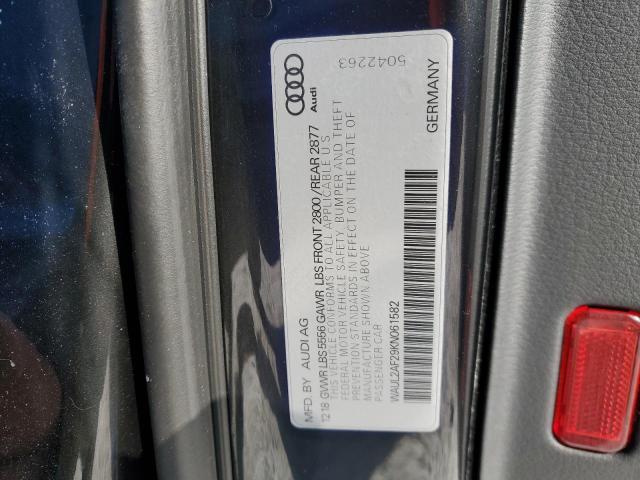 MFD. BY AUDI AG
Audi
5042263
12 18 GVWR LBS 5556 GAWR LBS FRONT 2800 / REAR 2877
THIS VEHICLE CONFORMS TO ALL APPLICABLE U S
FEDERAL MOTOR VEHICLE SAFETY, BUMPER AND THEFT
PREVENTION STANDARDS IN EFFECT ON THE DATE OF
MANUFACTURE SHOWN ABOVE
PASSENGER CAR
WAUL2AF29KN061582
GERMANY